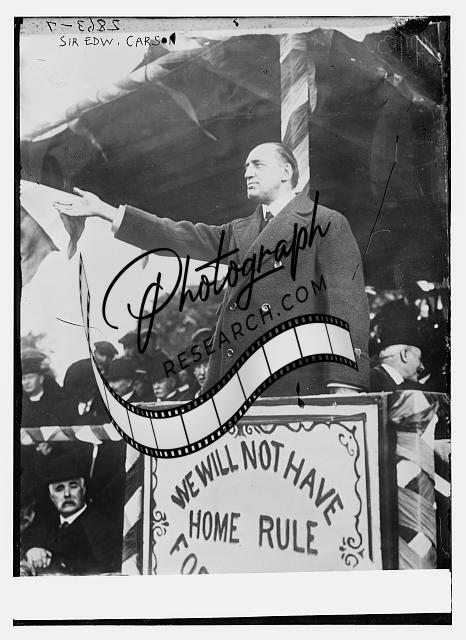 2863-7
SIR EDW. CARSON
Photograph
RESEARCH.COM
WE WILL NOT HAVE
HOME RULE